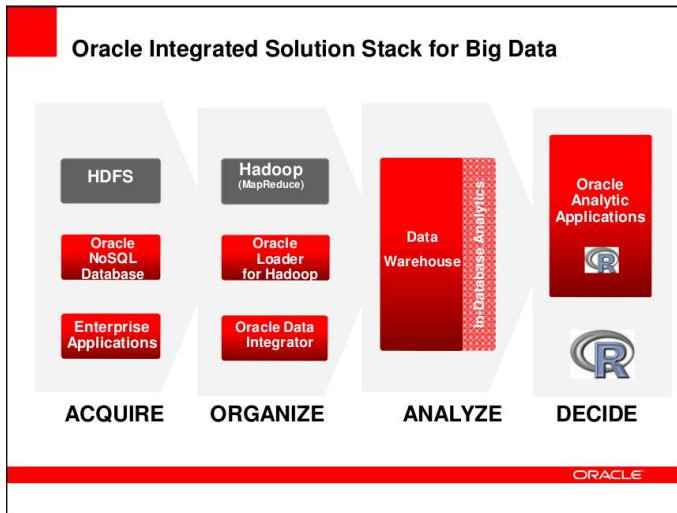 Oracle Integrated Solution Stack for Big Data
HDFS
Oracle
NoSQL
Database
Enterprise
Applications
ACQUIRE
Hadoop
(MapReduce)
Oracle
Loader
for Hadoop
Oracle Data
Integrator
ORGANIZE
Data
Warehouse
In-Database Analytics
ANALYZE
Oracle
Analytic
Applications
R
R
DECIDE
ORACLE